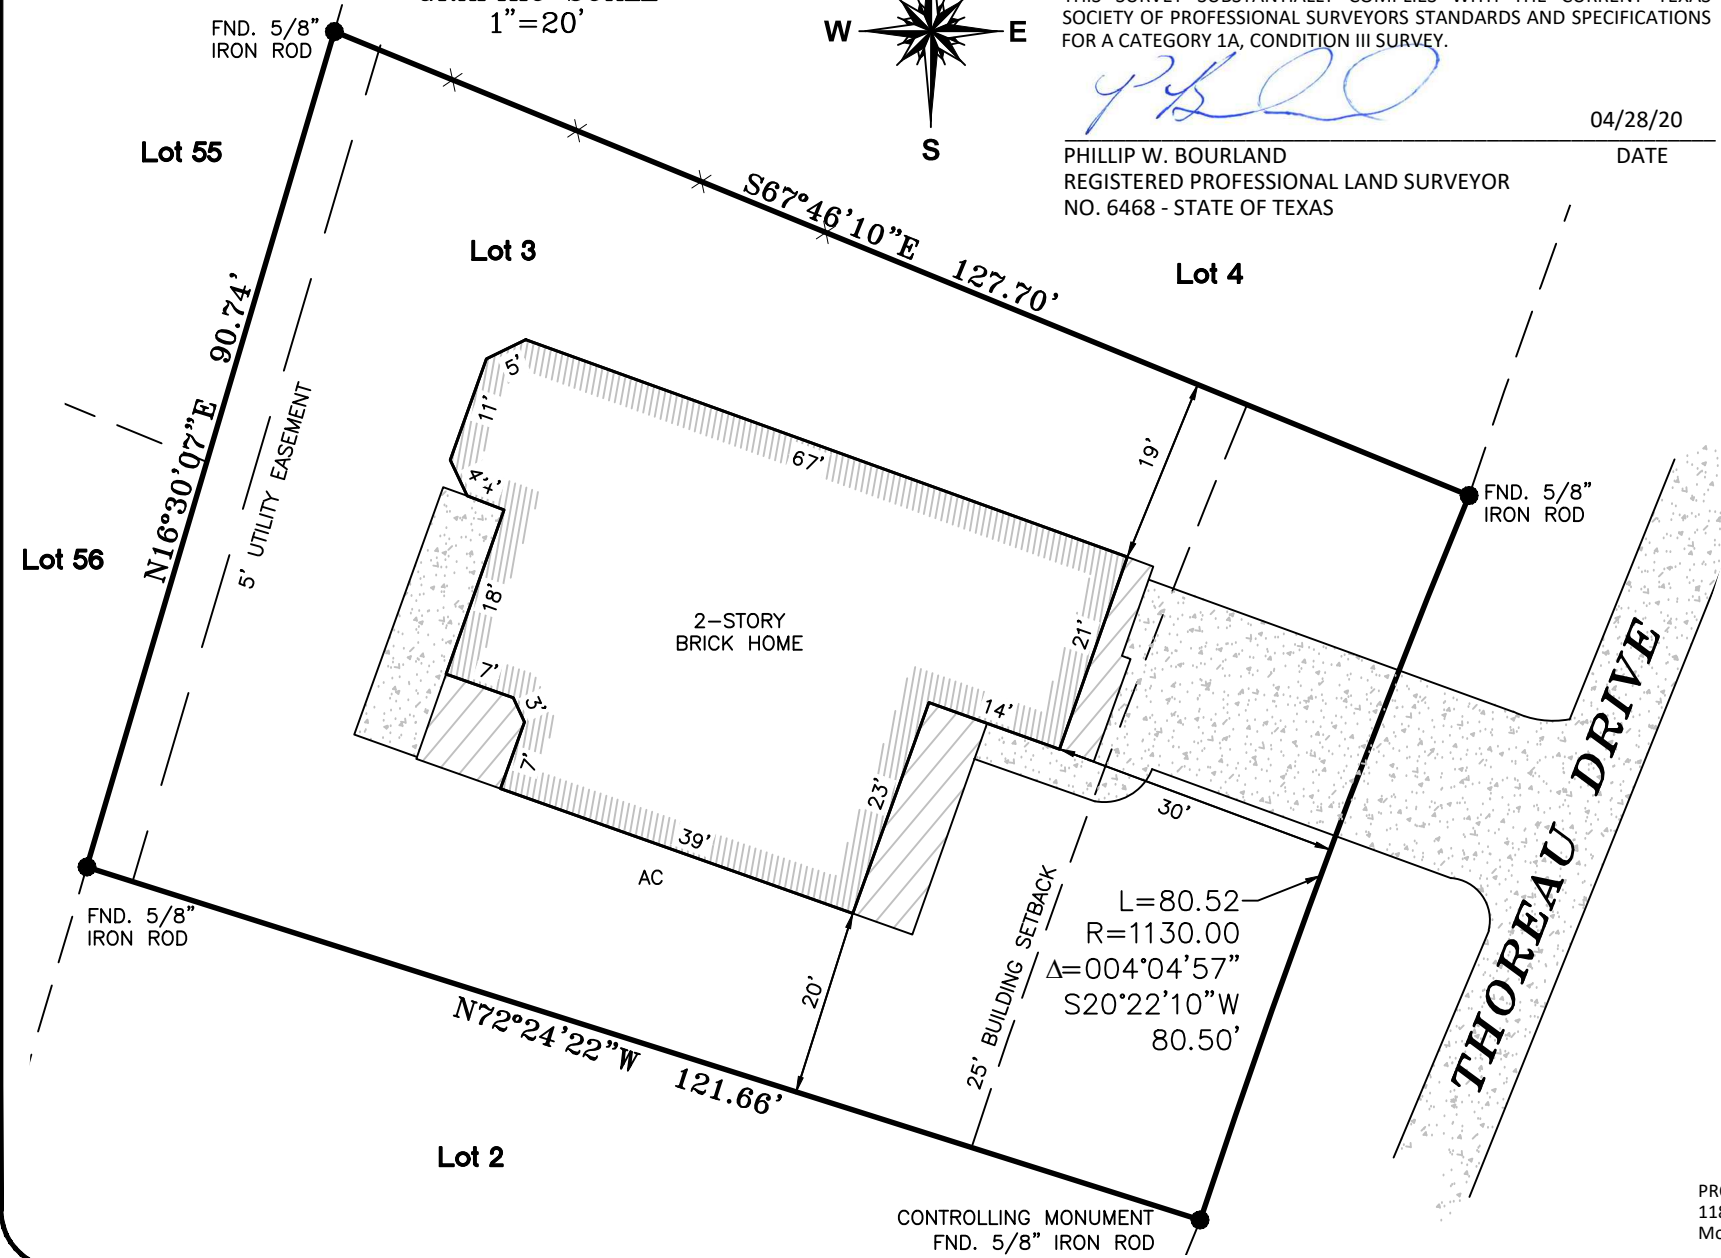 1"=20'
W
E
S
SOCIETY OF PROFESSIONAL SURVEYORS STANDARDS AND SPECIFICATIONS
FOR A CATEGORY 1A, CONDITION III SURVEY.
04/28/20
PHILLIP W. BOURLAND
DATE
REGISTERED PROFESSIONAL LAND SURVEYOR
NO. 6468 - STATE OF TEXAS
FND. 5/8"
IRON ROD
Lot 55
Lot 3
S67°46'10"E 127.70'
Lot 4
N16°30'07"E 90.74'
5' UTILITY EASEMENT
Lot 56
5'
11'
4'
4'
67'
19'
FND. 5/8"
IRON ROD
18'
2-STORY
BRICK HOME
21'
7'
3'
7'
14'
23'
30'
39'
AC
THOREAU DRIVE
FND. 5/8"
IRON ROD
20'
25' BUILDING SETBACK
L=80.52
R=1130.00
Δ=004°04'57"
S20°22'10"W
80.50'
N72°24'22"W 121.66'
Lot 2
CONTROLLING MONUMENT
FND. 5/8" IRON ROD
118